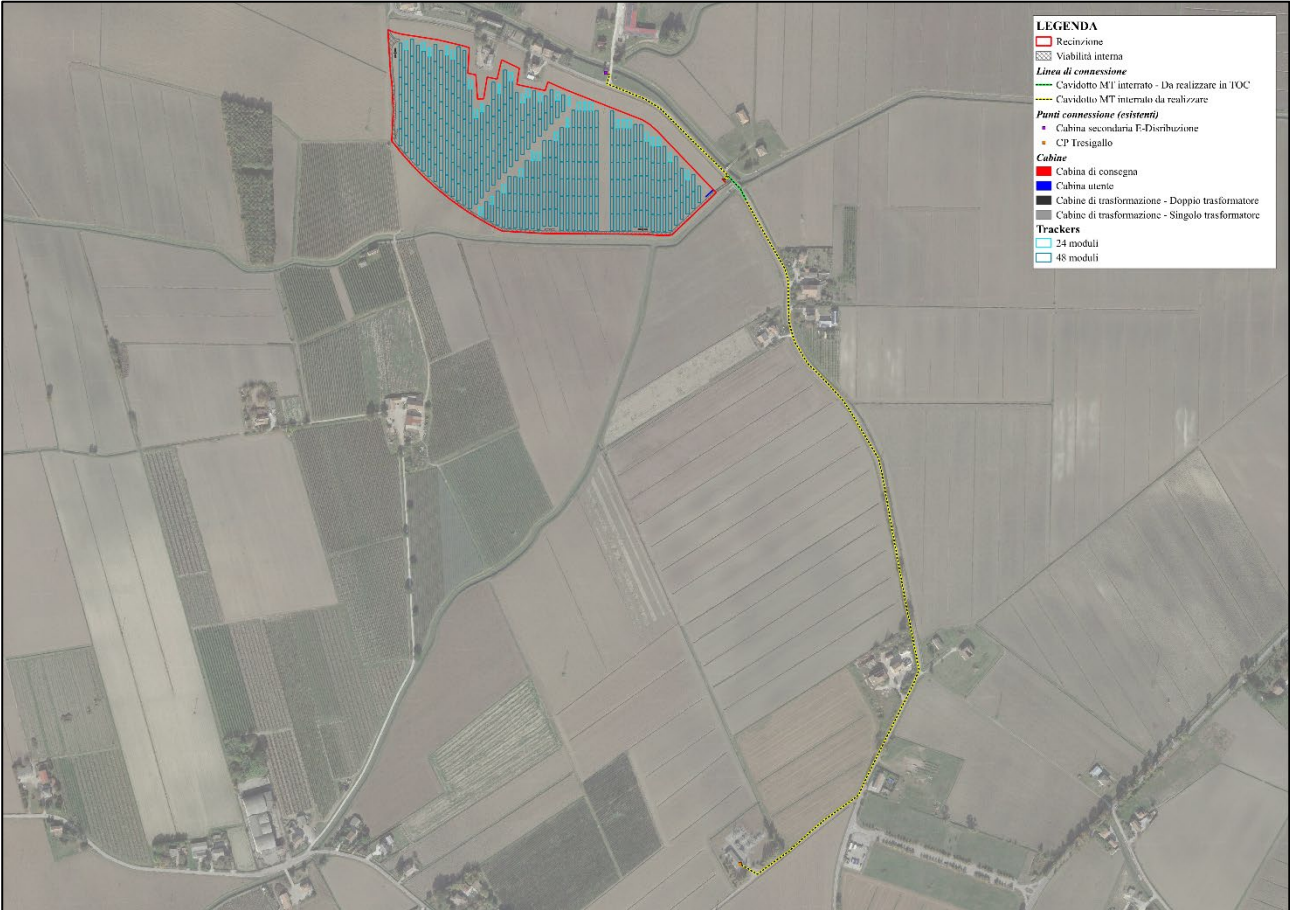 LEGENDA
Recinzione
Viabilità interna
Linea di connessione
Cavidotto MT interrato - Da realizzare in TOC
Cavidotto MT interrato da realizzare
Punti connessione (esistenti)
Cabina secondaria E-Disribuzione
CP Tresigallo
Cabine
Cabina di consegna
Cabina utente
Cabine di trasformazione - Doppio trasformatore
Cabine di trasformazione - Singolo trasformatore
Trackers
24 moduli
48 moduli